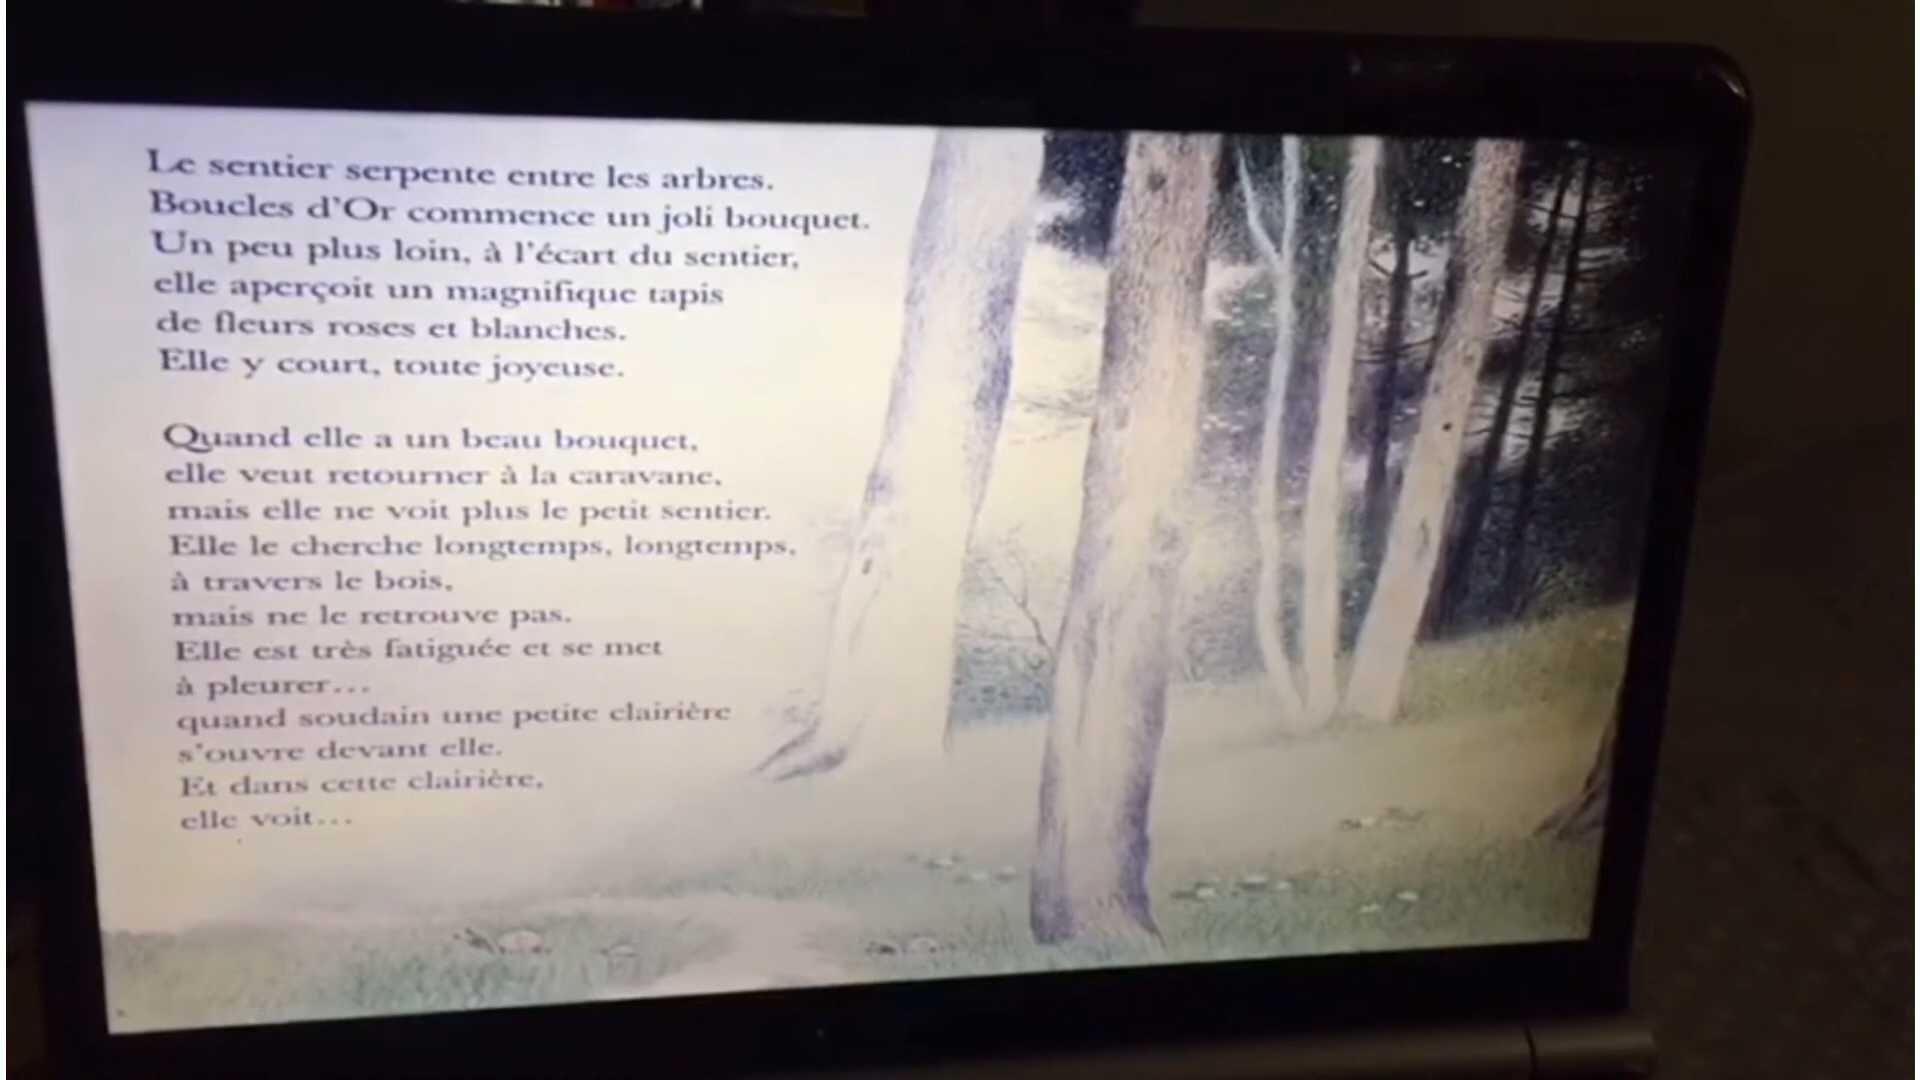 Le sentier serpente entre les arbres.
Boucles d'Or commence un joli bouquet.
Un peu plus loin, à l'écart du sentier,
elle aperçoit un magnifique tapis
de fleurs roses et blanches.
Elle y court, toute joyeuse.
Quand elle a un beau bouquet,
elle veut retourner à la caravane,
mais elle ne voit plus le petit sentier.
Elle le cherche longtemps, longtemps,
à travers le bois,
mais ne le retrouve pas.
Elle est très fatiguée et se met
à pleurer...
quand soudain une petite clairière
s'ouvre devant elle.
Et dans cette clairière,
elle voit...